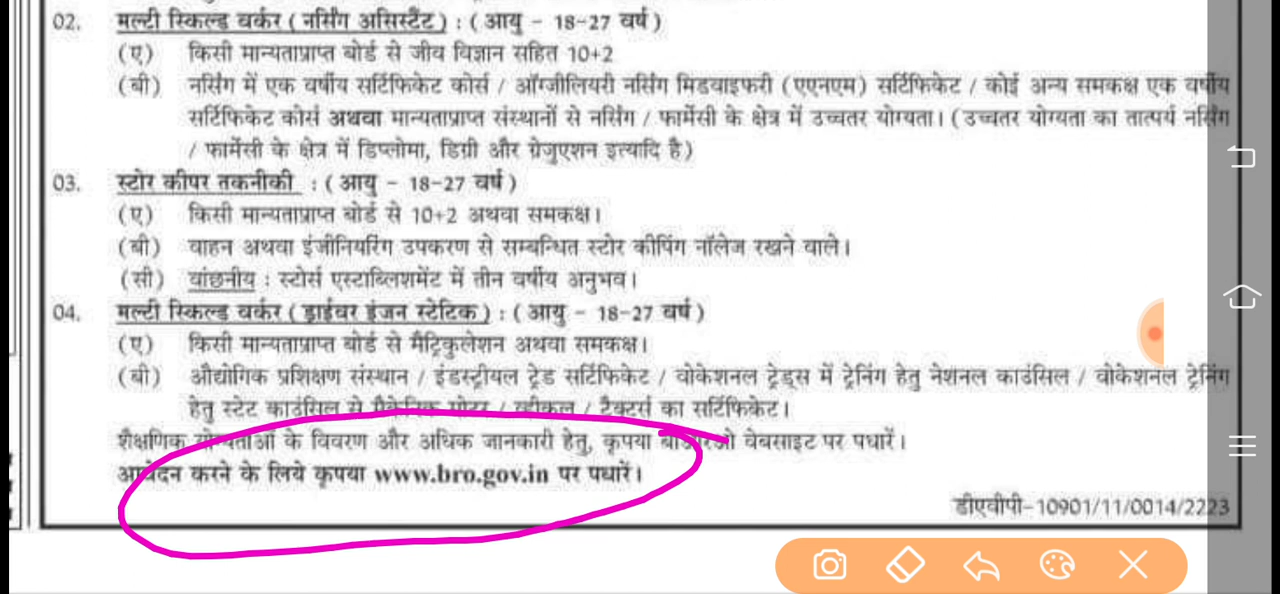 02. मल्टी स्किल्ड वर्कर ( नर्सिंग असिस्टैंट ) : ( आयु - 18-27 वर्ष )
(ए) किसी मान्यताप्राप्त बोर्ड से जीव विज्ञान सहित 10+2
(बी) नर्सिंग में एक वर्षीय सर्टिफिकेट कोर्स / ऑग्जीलियरी नर्सिंग मिडवाइफरी (एएनएम) सर्टिफिकेट / कोई अन्य समकक्ष एक वर्षीय
सर्टिफिकेट कोर्स अथवा मान्यताप्राप्त संस्थानों से नर्सिंग / फार्मेसी के क्षेत्र में उच्चतर योग्यता। (उच्चतर योग्यता का तात्पर्य नर्सिंग
/ फार्मेसी के क्षेत्र में डिप्लोमा, डिग्री और ग्रेजुएशन इत्यादि है)
03. स्टोर कीपर तकनीकी : ( आयु - 18-27 वर्ष )
(ए) किसी मान्यताप्राप्त बोर्ड से 10+2 अथवा समकक्ष।
(बी) वाहन अथवा इंजीनियरिंग उपकरण से सम्बन्धित स्टोर कीपिंग नॉलेज रखने वाले।
(सी) वांछनीय : स्टोर्स एस्टाब्लिशमेंट में तीन वर्षीय अनुभव।
04. मल्टी स्किल्ड वर्कर ( ड्राईवर इंजन स्टेटिक ) : ( आयु - 18-27 वर्ष )
(ए) किसी मान्यताप्राप्त बोर्ड से मैट्रिकुलेशन अथवा समकक्ष।
(बी) औद्योगिक प्रशिक्षण संस्थान / इंडस्ट्रीयल ट्रेड सर्टिफिकेट / वोकेशनल ट्रेड्स में ट्रेनिंग हेतु नेशनल काउंसिल / वोकेशनल ट्रेनिंग
हेतु स्टेट काउंसिल से मैकेनिक मोटर / व्हीकल / ट्रैक्टर्स का सर्टिफिकेट।
शैक्षणिक योग्यताओं के विवरण और अधिक जानकारी हेतु, कृपया बीआरओ वेबसाइट पर पधारें।
आवेदन करने के लिये कृपया www.bro.gov.in पर पधारें।
डीएवीपी-10901/11/0014/2223